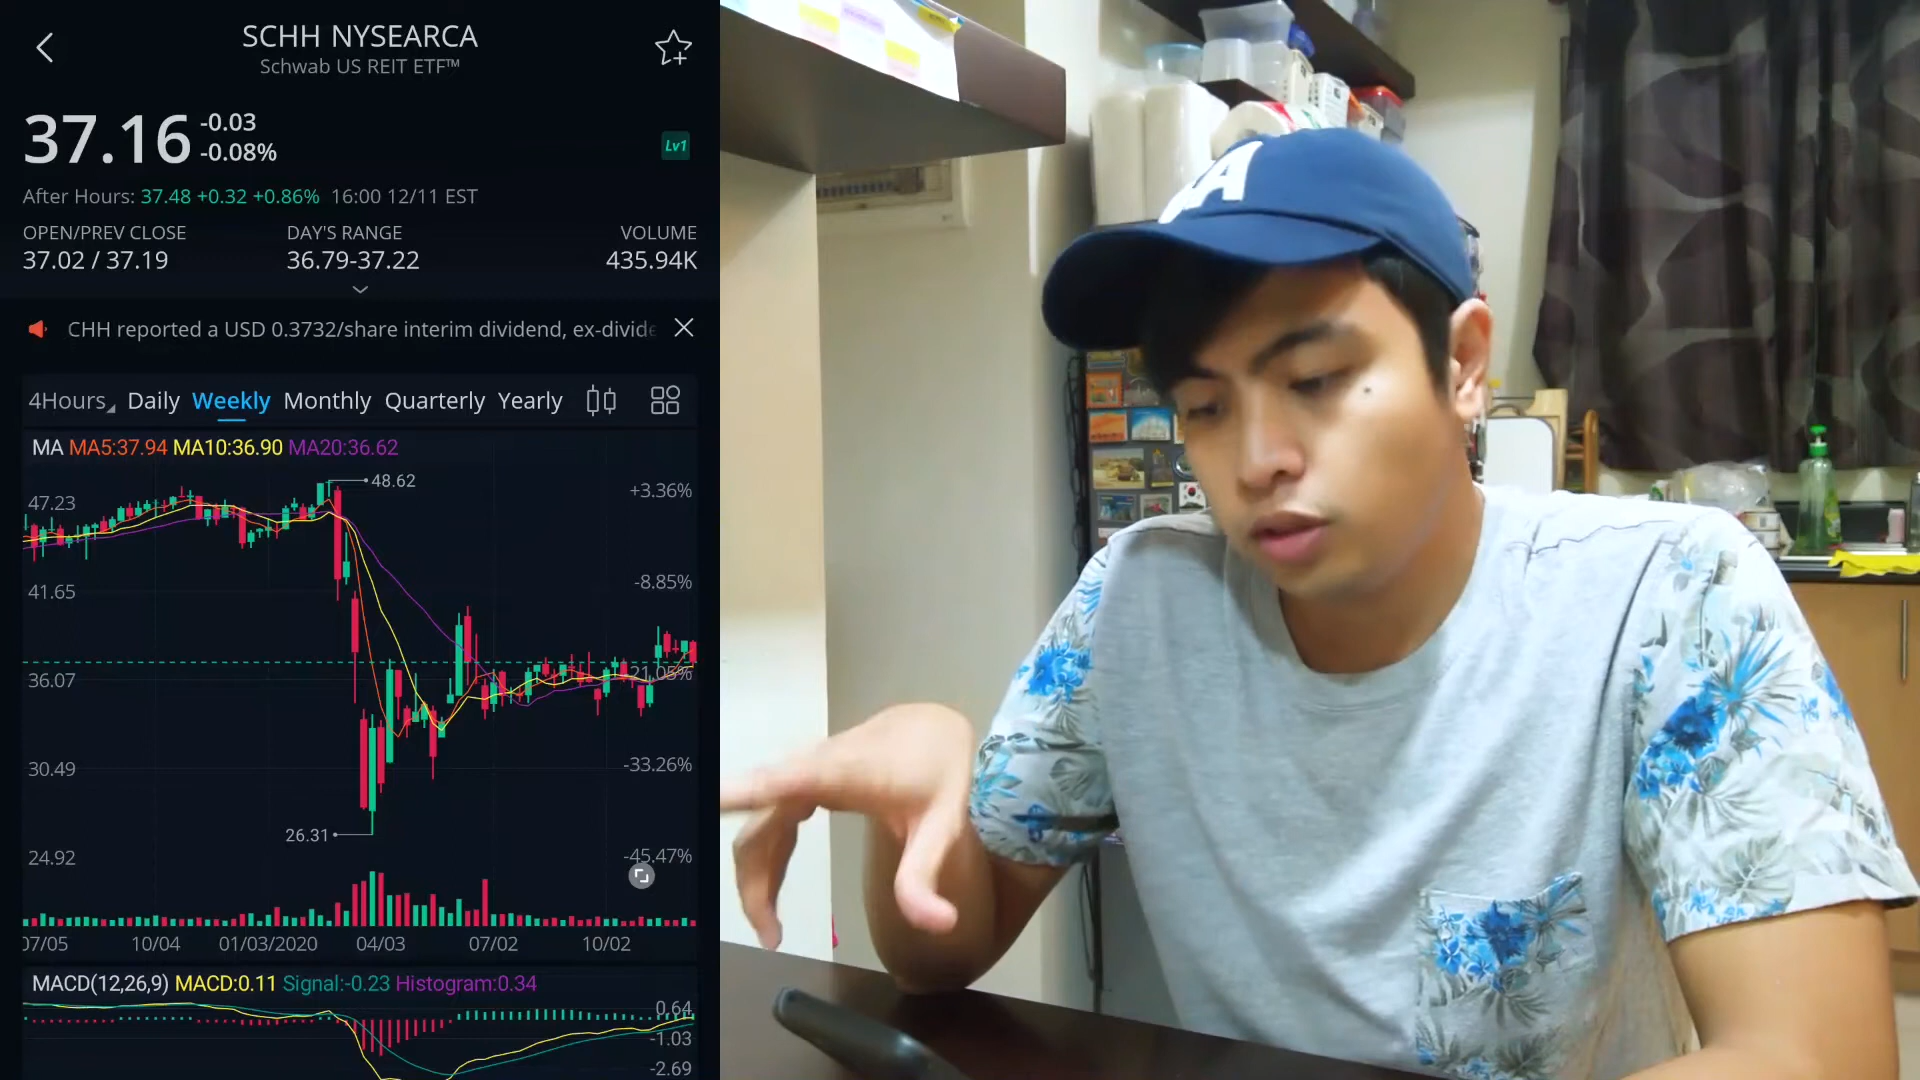 SCHH NYSEARCA
Schwab US REIT ETF™
37.16 -0.03
-0.08%
Lv1
After Hours: 37.48 +0.32 +0.86% 16:00 12/11 EST
OPEN/PREV CLOSE DAY'S RANGE VOLUME
37.02 / 37.19 36.79-37.22 435.94K
CHH reported a USD 0.3732/share interim dividend, ex-divide
4Hours Daily Weekly Monthly Quarterly Yearly
MA MA5:37.94 MA10:36.90 MA20:36.62
48.62
47.23 +3.36%
41.65 -8.85%
36.07 -21.05%
30.49 -33.26%
26.31
24.92 -45.47%
07/05 10/04 01/03/2020 04/03 07/02 10/02
MACD(12,26,9) MACD:0.11 Signal:-0.23 Histogram:0.34
0.64
-1.03
-2.69